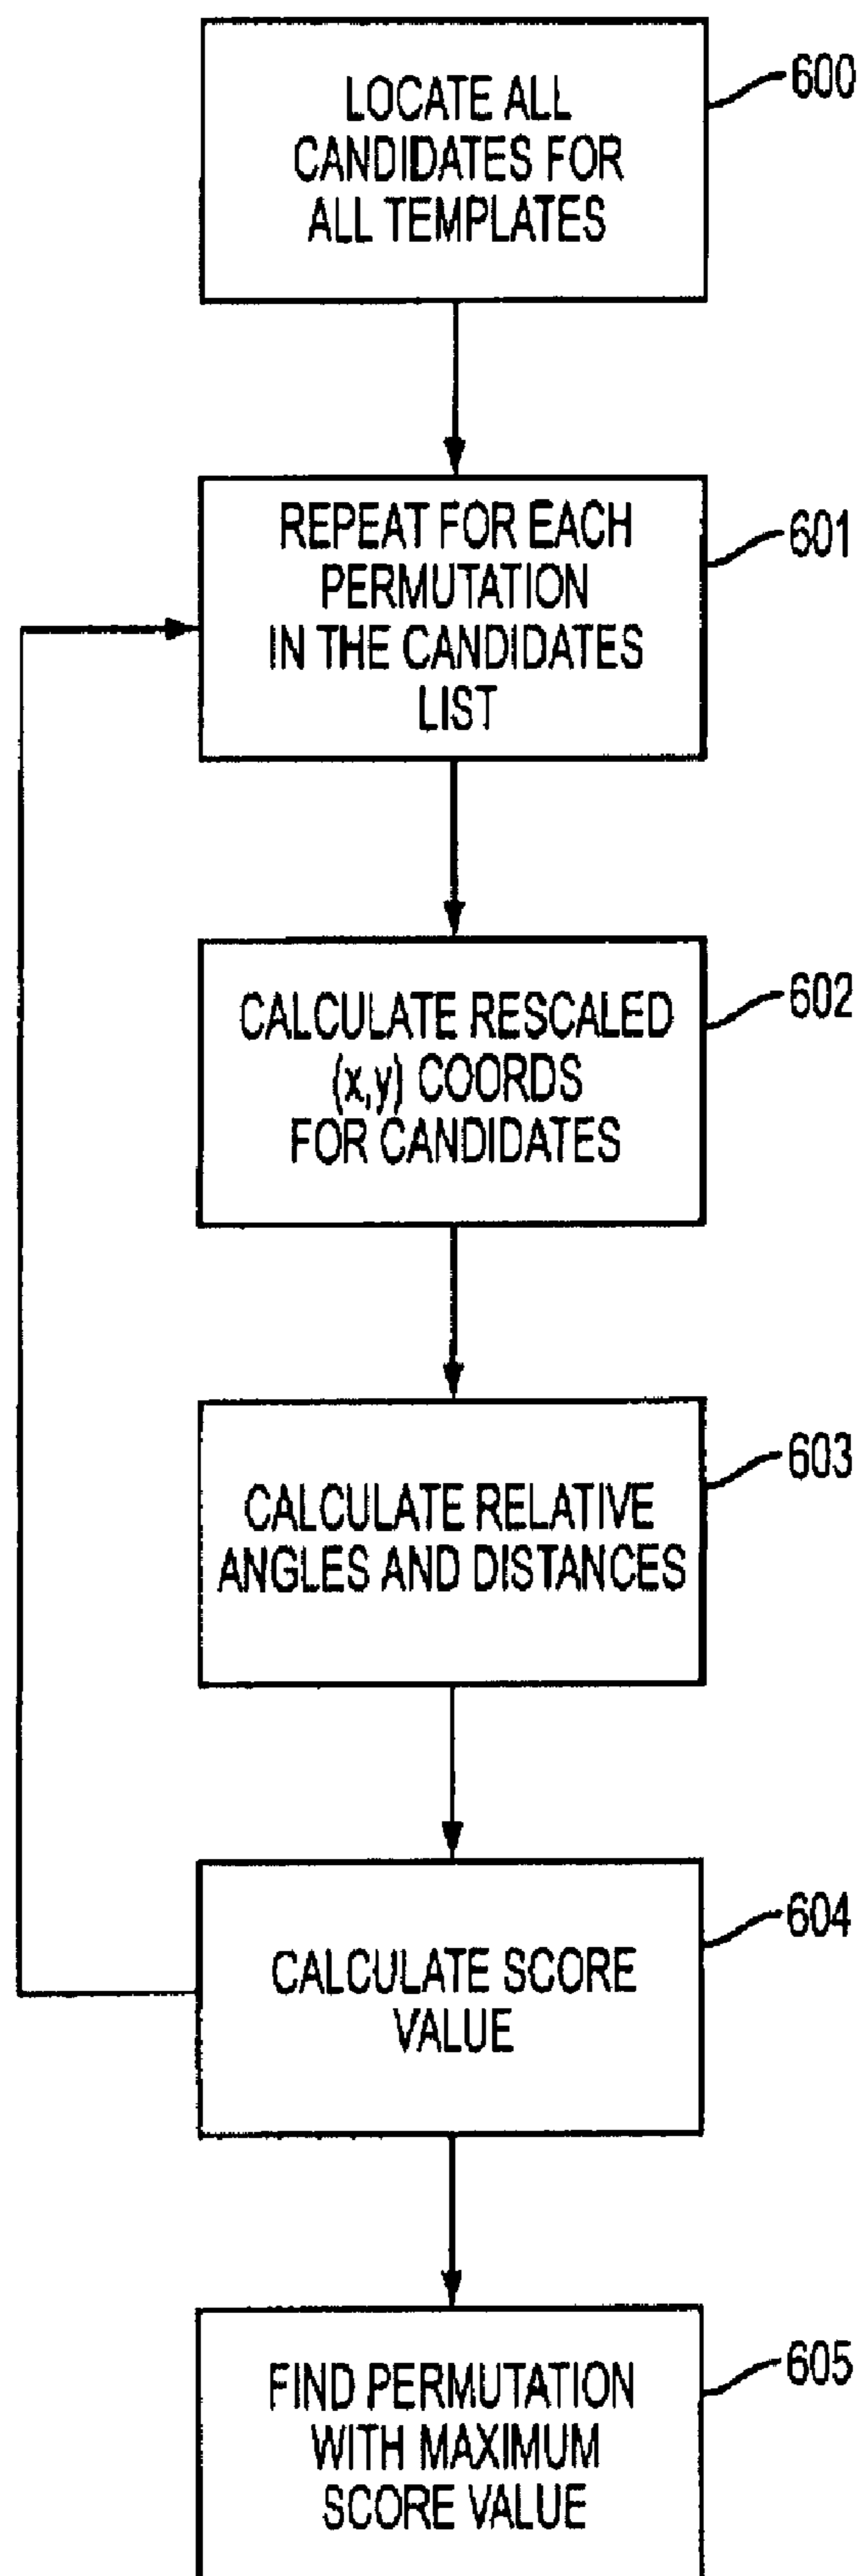 LOCATE ALL
CANDIDATES FOR
ALL TEMPLATES
600
REPEAT FOR EACH
PERMUTATION
IN THE CANDIDATES
LIST
601
CALCULATE RESCALED
(x,y) COORDS
FOR CANDIDATES
602
CALCULATE RELATIVE
ANGLES AND DISTANCES
603
CALCULATE SCORE
VALUE
604
FIND PERMUTATION
WITH MAXIMUM
SCORE VALUE
605